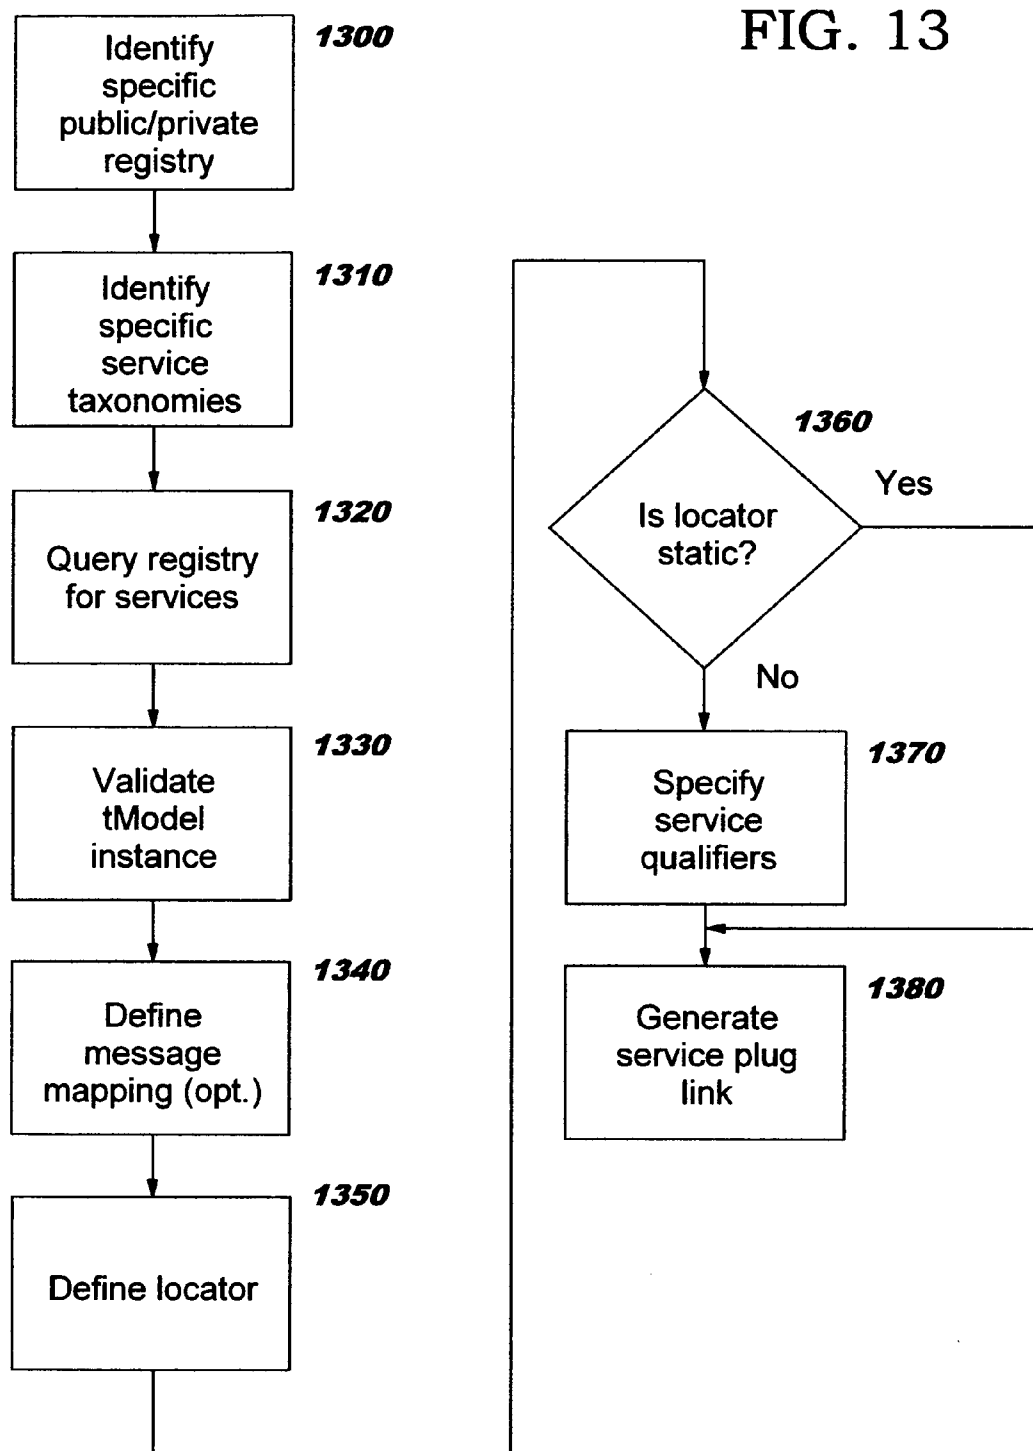 FIG. 13
1300
Identify
specific
public/private
registry
1310
Identify
specific
service
taxonomies
1320
Query registry
for services
1330
Validate
tModel
instance
1340
Define
message
mapping (opt.)
1350
Define locator
1360
Is locator
static?
Yes
No
1370
Specify
service
qualifiers
1380
Generate
service plug
link